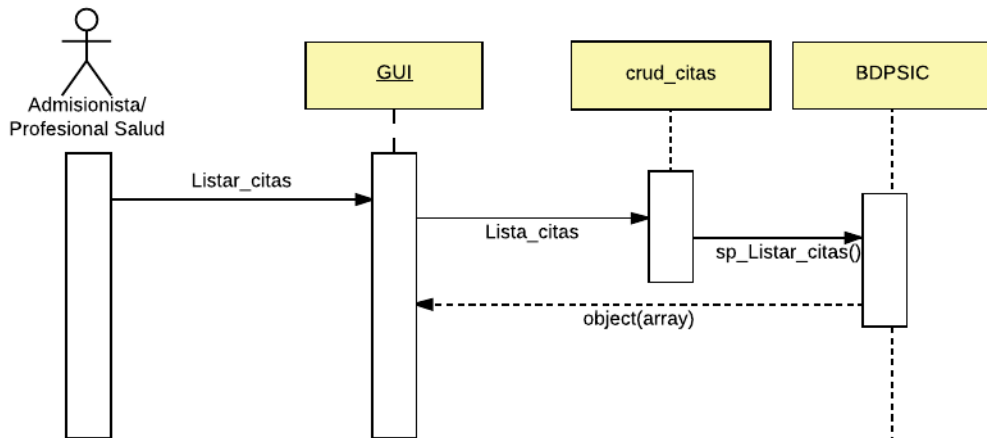 GUI
crud_citas
BDPSIC
Admisionista/
Profesional Salud
Listar_citas
Lista_citas
sp_Listar_citas()
object(array)